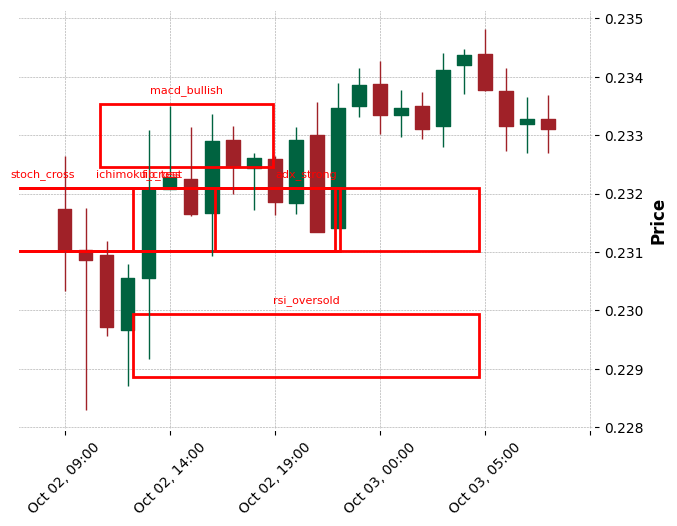 macd_bullish
stoch_cross
rsi_oversold
0.235
0.234
0.233
0.232
0.231
0.230
0.229
0.228
Price
Oct 02, 09:00
Oct 02, 14:00
Oct 02, 19:00
Oct 03, 00:00
Oct 03, 05:00